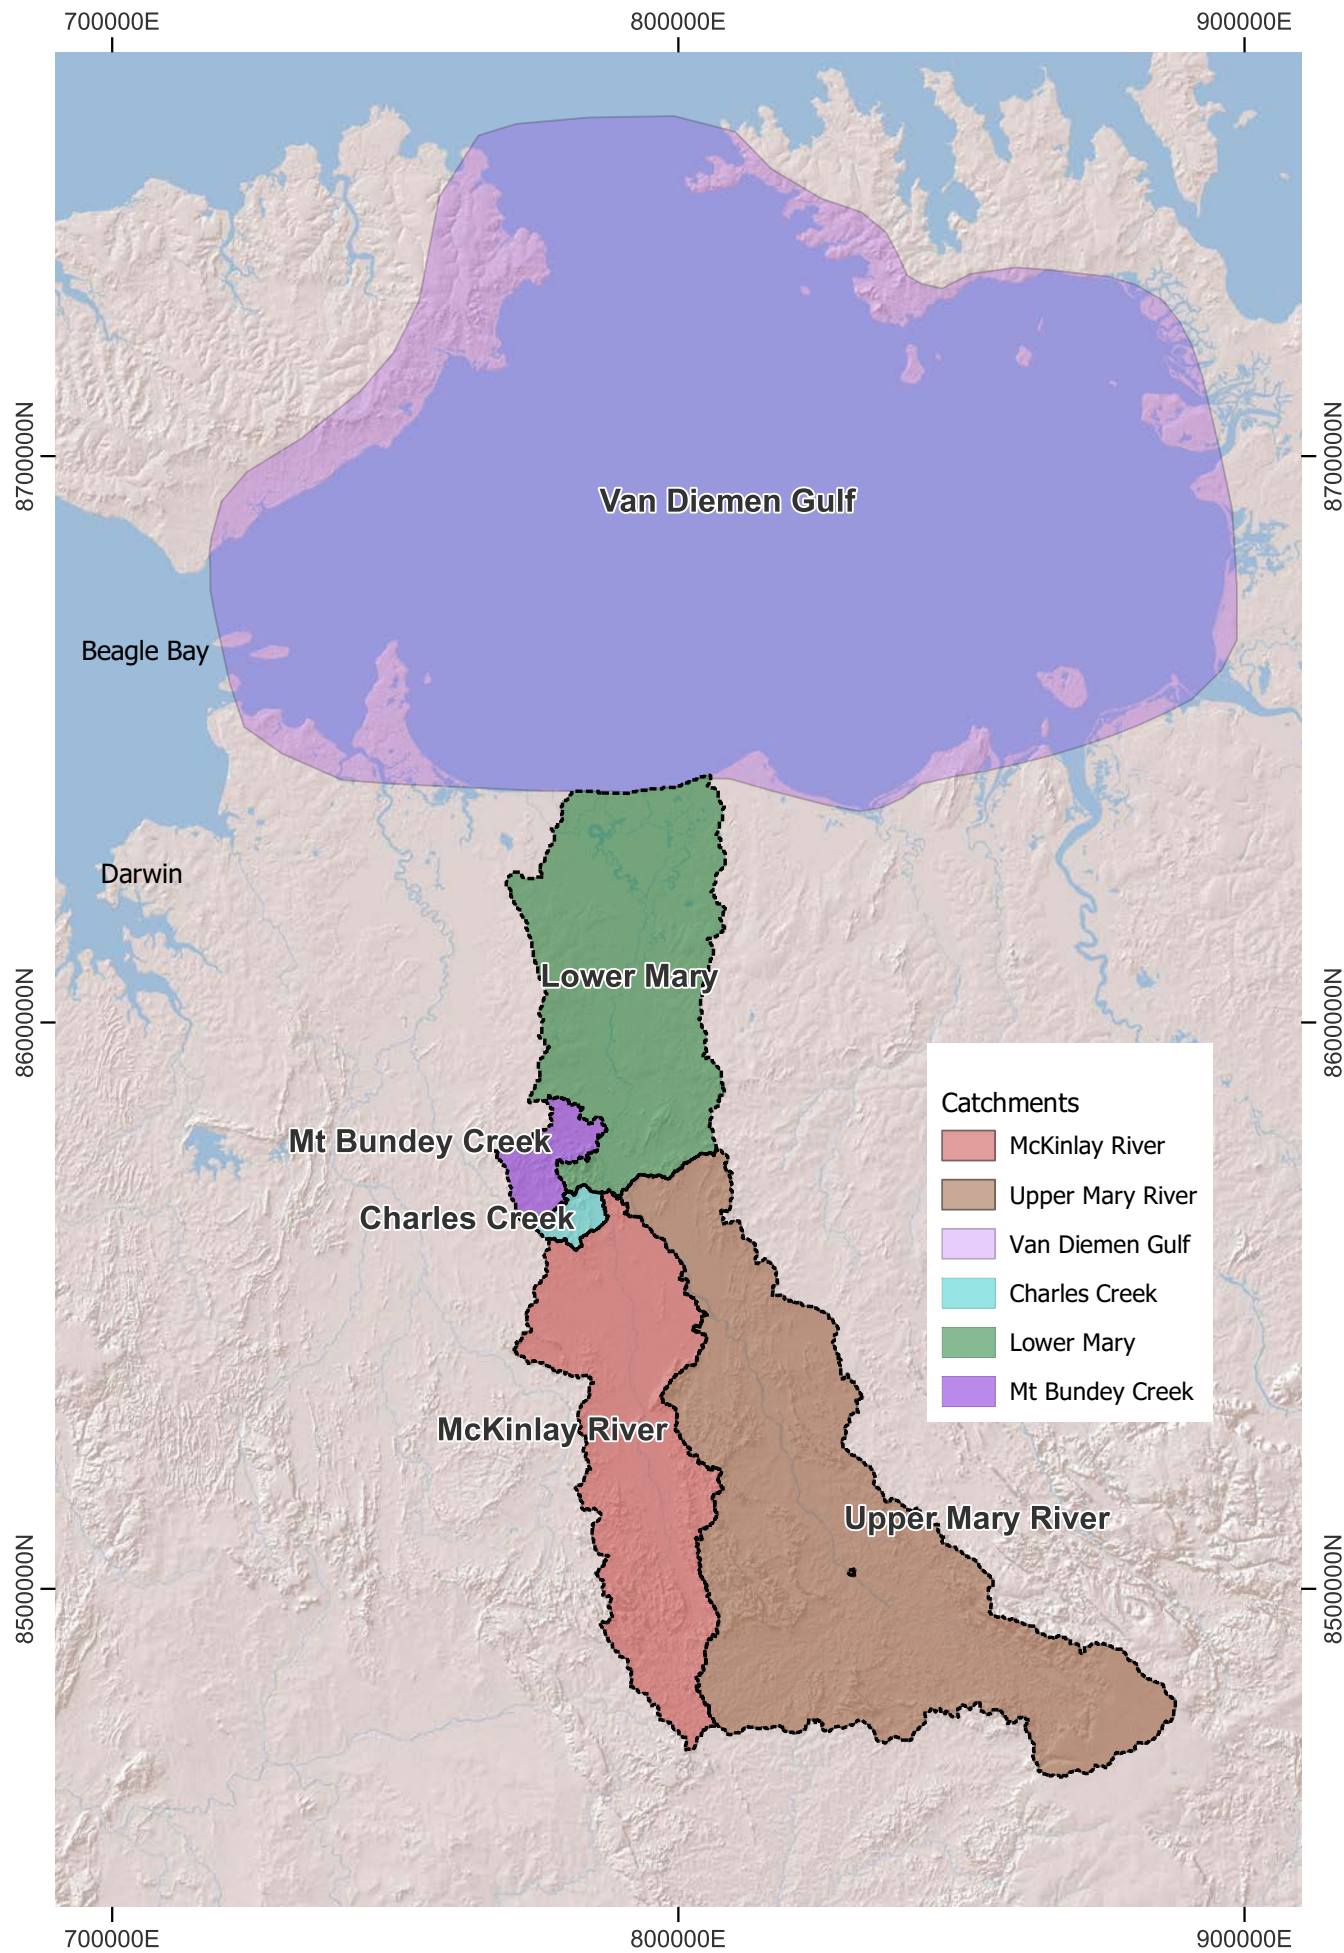 700000E
800000E
900000E
8700000N
8700000N
Van Diemen Gulf
Beagle Bay
Darwin
Lower Mary
8600000N
8600000N
Catchments
McKinlay River
Upper Mary River
Van Diemen Gulf
Charles Creek
Lower Mary
Mt Bundey Creek
Mt Bundey Creek
Charles Creek
McKinlay River
Upper Mary River
8500000N
8500000N
700000E
800000E
900000E